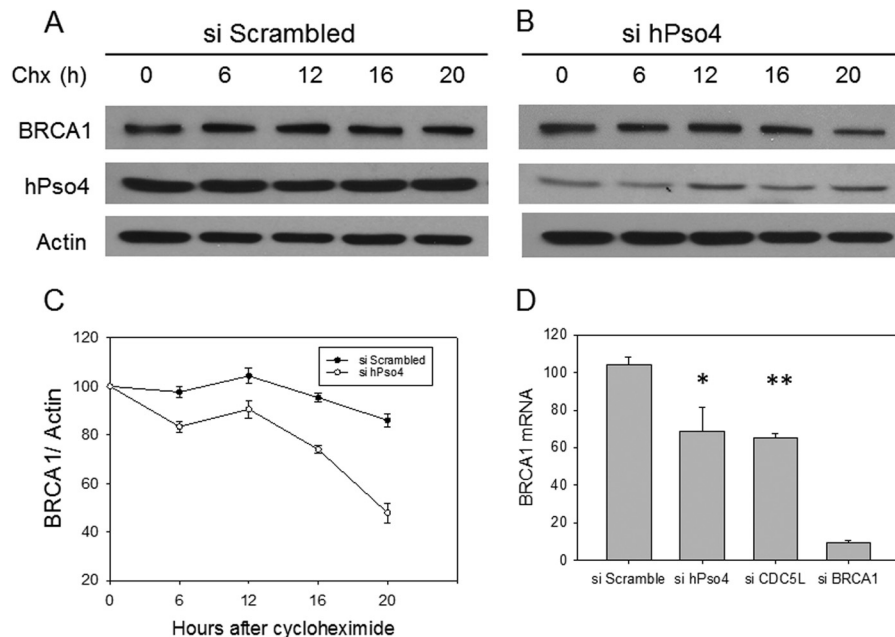 A
si Scrambled
Chx (h) 0 6 12 16 20
BRCA1
hPso4
Actin
B
si hPso4
0 6 12 16 20
C
120
100
80
60
40
20
BRCA1/ Actin
si Scrambled
si hPso4
0 6 12 16 20
Hours after cycloheximide
D
120
100
80
60
40
20
0
BRCA1 mRNA
* **
si Scramble si hPso4 si CDC5L si BRCA1